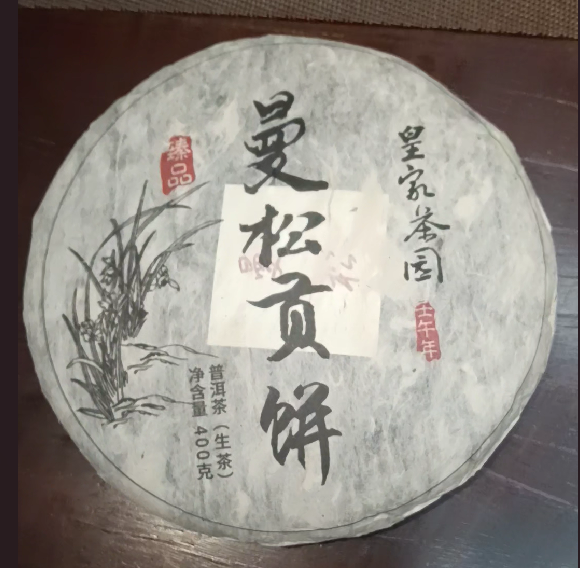 皇家茶园
壬午年
曼松贡饼
臻品
普洱茶（生茶）
净含量 400克